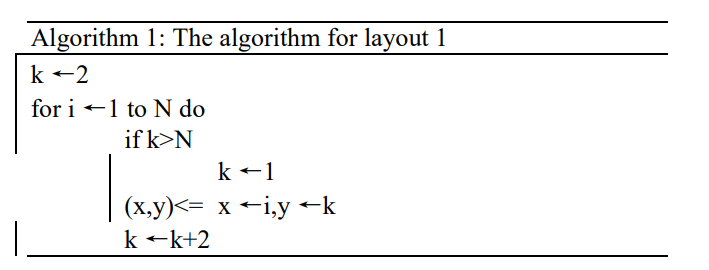 Algorithm 1: The algorithm for layout 1
k ←2
for i ←1 to N do
if k>N
k ←1
(x,y)<= x ←i,y ←k
k ←k+2